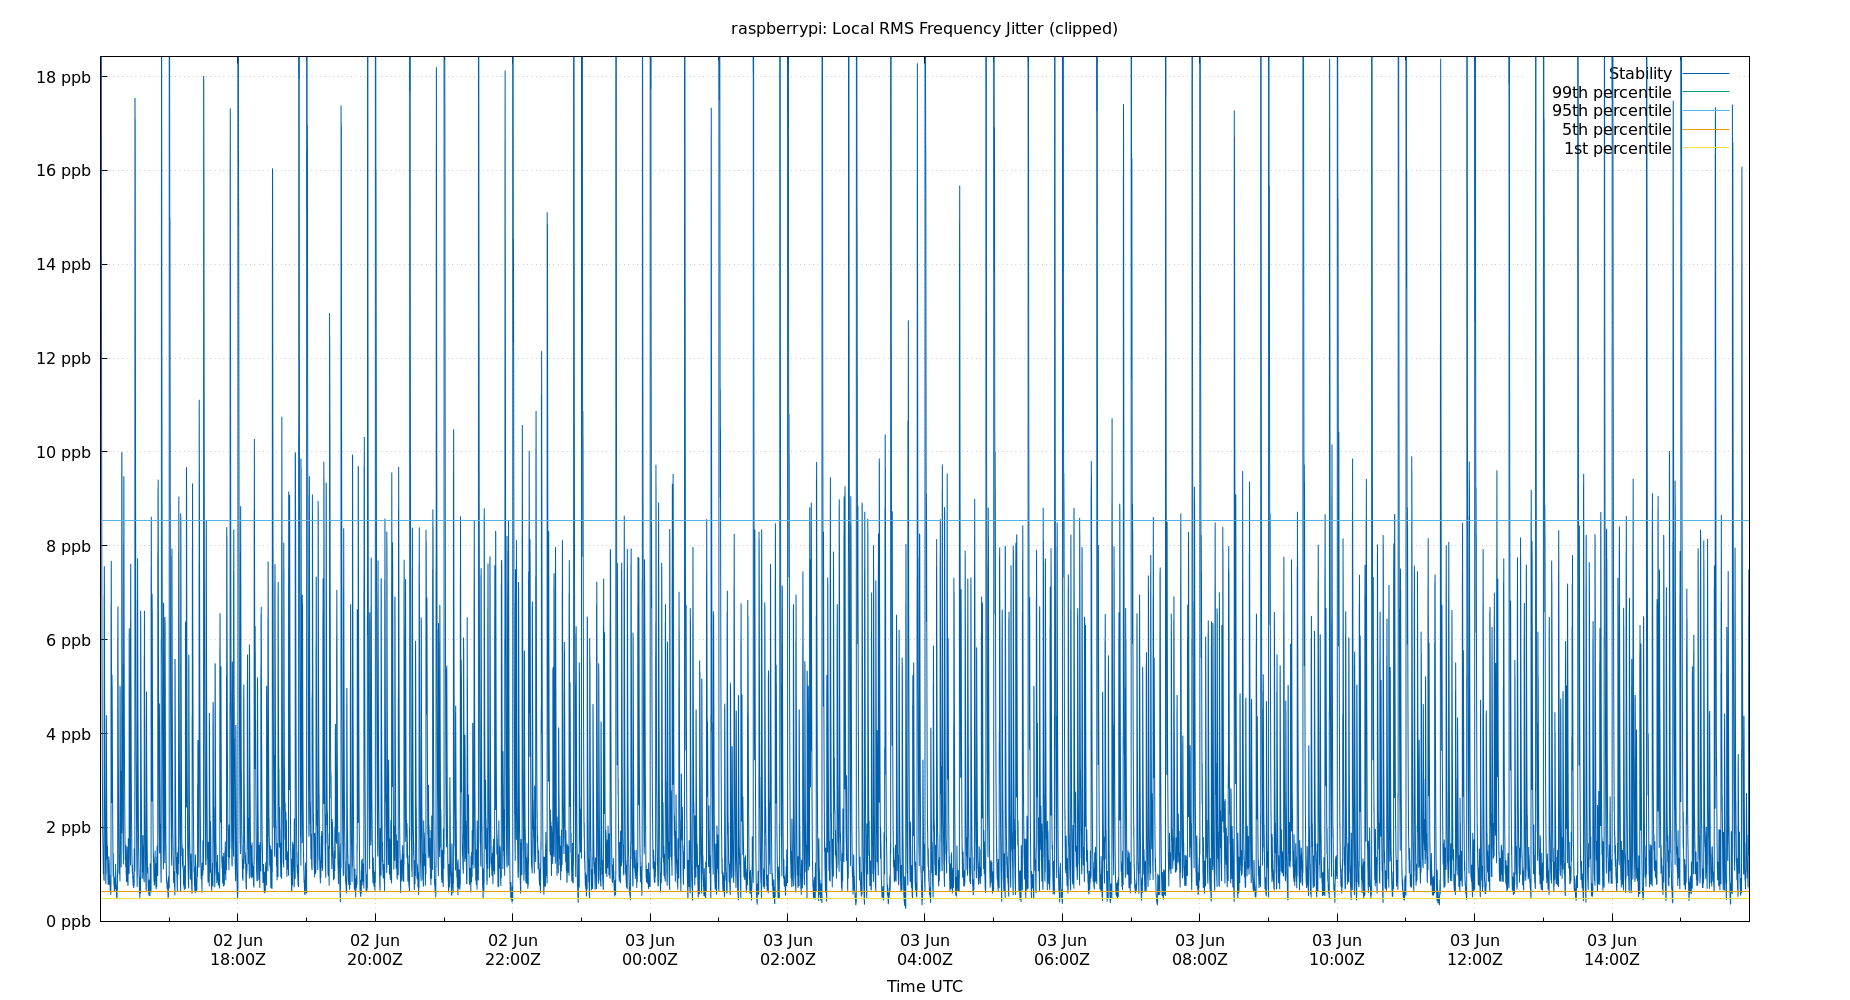 raspberrypi: Local RMS Frequency Jitter (clipped)
18 ppb
16 ppb
14 ppb
12 ppb
10 ppb
8 ppb
6 ppb
4 ppb
2 ppb
0 ppb
Stability
99th percentile
95th percentile
5th percentile
1st percentile
02 Jun 02 Jun 02 Jun 03 Jun 03 Jun 03 Jun 03 Jun 03 Jun 03 Jun 03 Jun 03 Jun
18:00Z 20:00Z 22:00Z 00:00Z 02:00Z 04:00Z 06:00Z 08:00Z 10:00Z 12:00Z 14:00Z
Time UTC